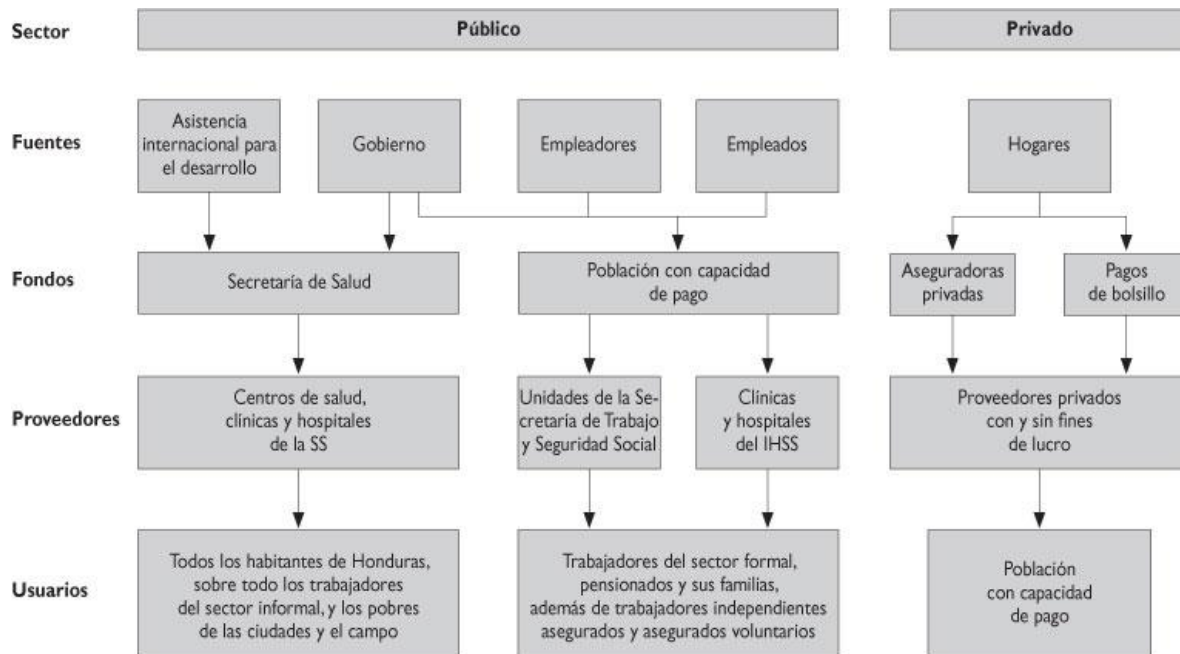 Sector
Público
Privado
Fuentes
Asistencia
internacional para
el desarrollo
Gobierno
Empleadores
Empleados
Hogares
Fondos
Secretaría de Salud
Población con capacidad
de pago
Aseguradoras
privadas
Pagos
de bolsillo
Proveedores
Centros de salud,
clínicas y hospitales
de la SS
Unidades de la Se-
cretaría de Trabajo
y Seguridad Social
Clínicas
y hospitales
del IHSS
Proveedores privados
con y sin fines
de lucro
Usuarios
Todos los habitantes de Honduras,
sobre todo los trabajadores
del sector informal, y los pobres
de las ciudades y el campo
Trabajadores del sector formal,
pensionados y sus familias,
además de trabajadores independientes
asegurados y asegurados voluntarios
Población
con capacidad
de pago